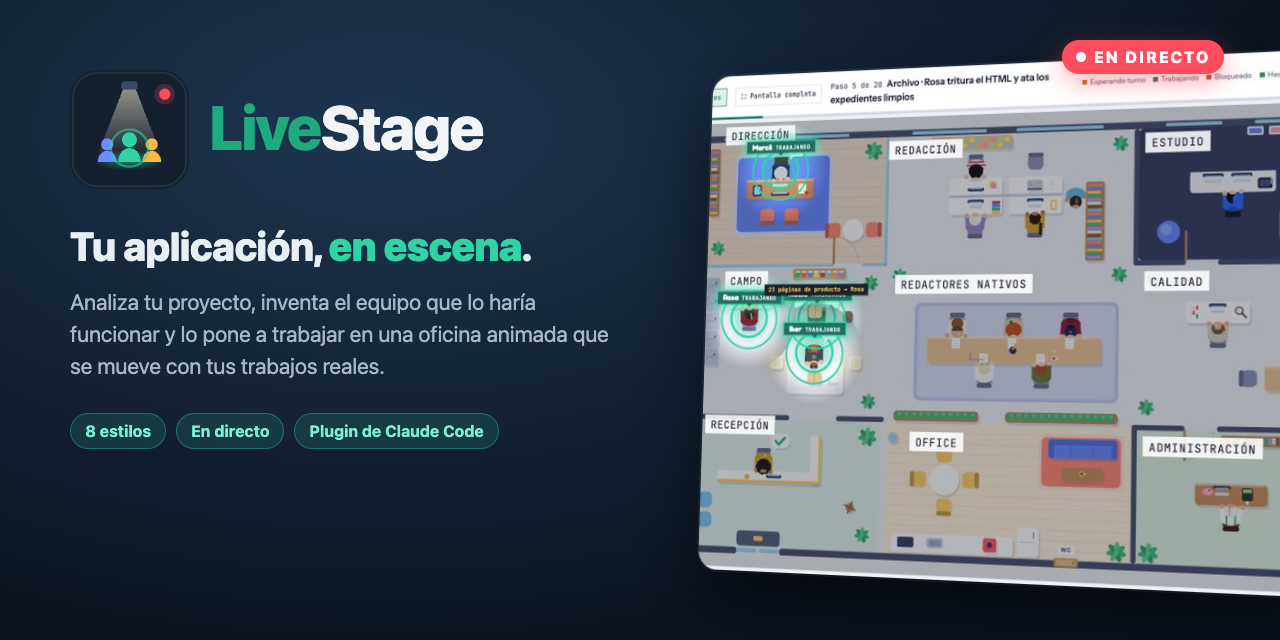 LiveStage
Tu aplicación, en escena.
Analiza tu proyecto, inventa el equipo que lo haría
funcionar y lo pone a trabajar en una oficina animada que
se mueve con tus trabajos reales.
8 estilos
En directo
Plugin de Claude Code
EN DIRECTO
Pantalla completa
Paso 5 de 20 Archivo · Rosa tritura el HTML y ata los
expedientes limpios
Esperando turno
Trabajando
Bloqueado
DIRECCIÓN
Mercè TRABAJANDO
REDACCIÓN
ESTUDIO
CAMPO
23 páginas de producto → Rosa
Rosa TRABAJANDO
Iker TRABAJANDO
REDACTORES NATIVOS
CALIDAD
RECEPCIÓN
OFFICE
WC
ADMINISTRACIÓN